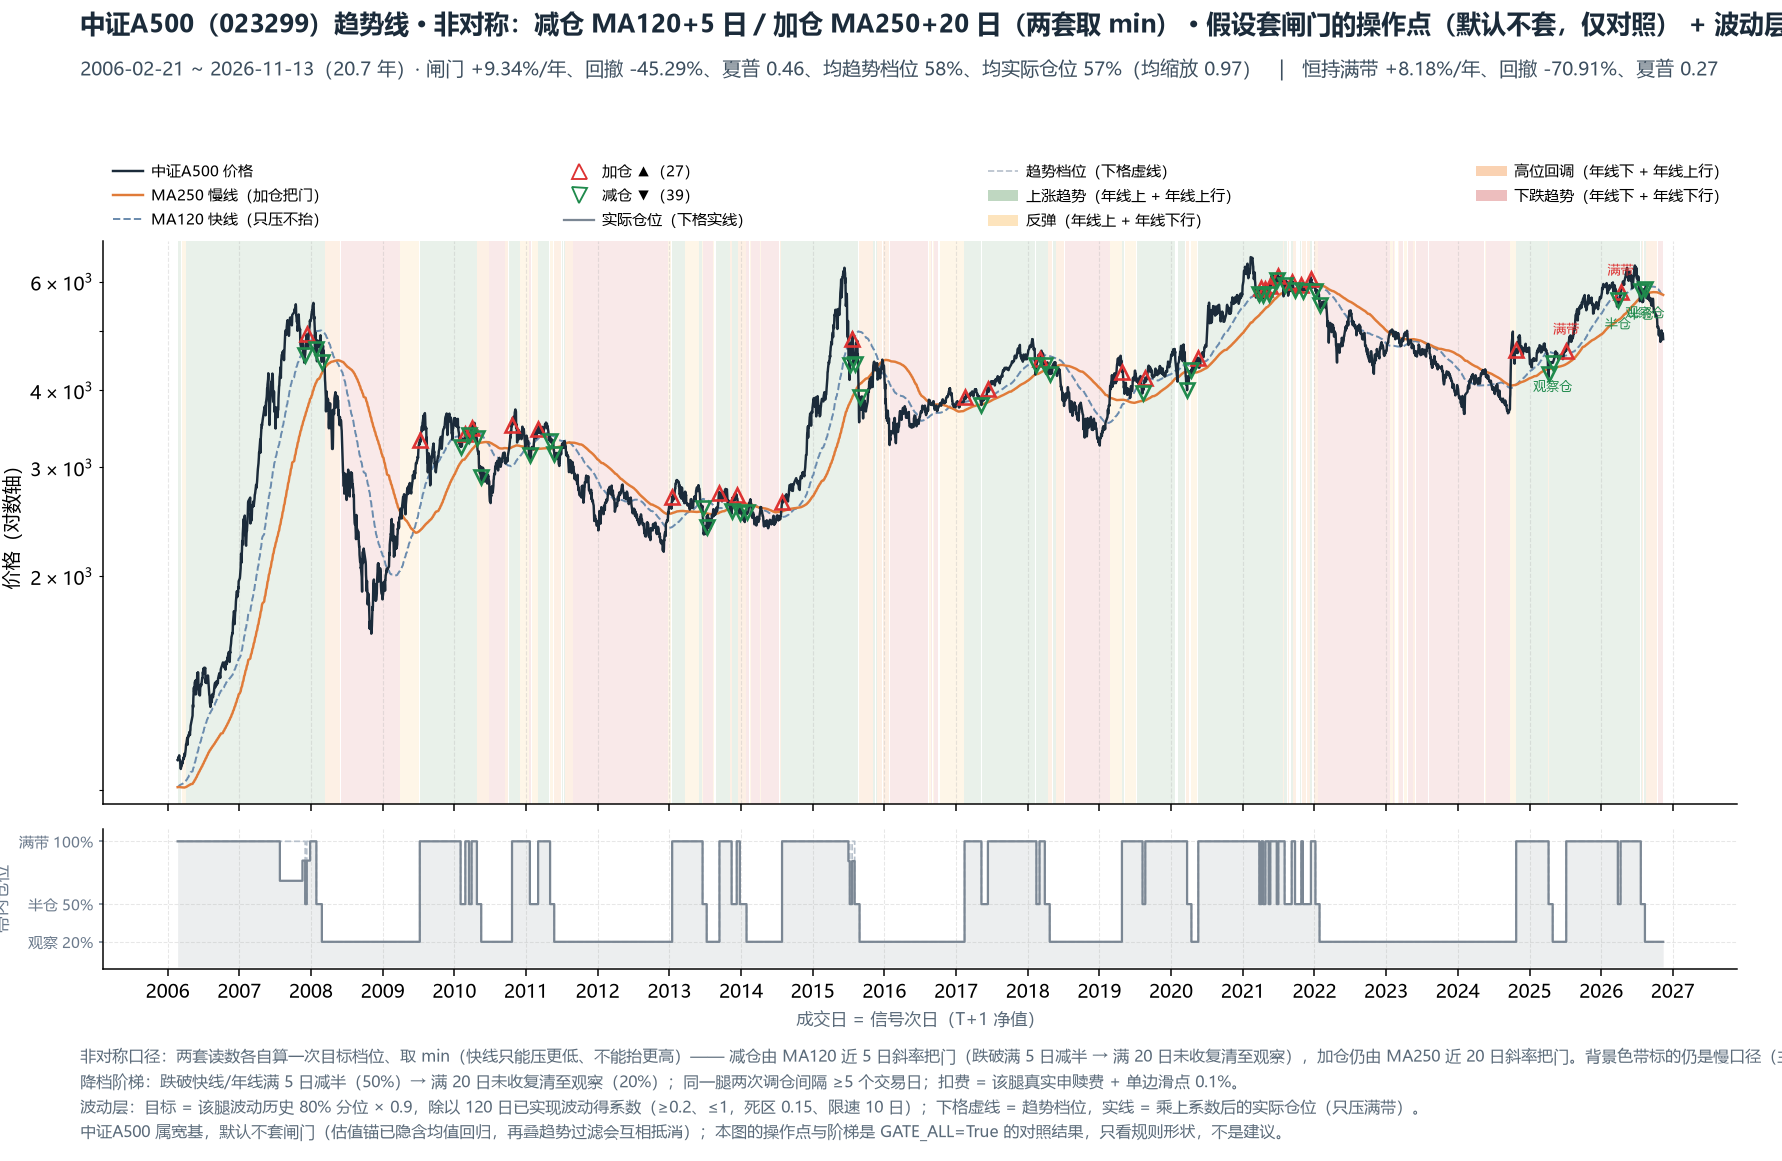 中证A500（023299）趋势线 • 非对称：减仓 MA120+5 日 / 加仓 MA250+20 日（两套取 min） • 假设套闸门的操作点（默认不套，仅对照） + 波动层
2006-02-21 ~ 2026-11-13（20.7 年）· 闸门 +9.34%/年、回撤 -45.29%、夏普 0.46、均趋势档位 58%、均实际仓位 57%（均缩放 0.97） | 恒持满带 +8.18%/年、回撤 -70.91%、夏普 0.27
中证A500 价格
MA250 慢线（加仓把门）
MA120 快线（只压不抬）
加仓 ▲（27）
减仓 ▼（39）
实际仓位（下格实线）
趋势档位（下格虚线）
上涨趋势（年线上 + 年线上行）
反弹（年线上 + 年线下行）
高位回调（年线下 + 年线上行）
下跌趋势（年线下 + 年线下行）
价格（对数轴）
6 × 10³
4 × 10³
3 × 10³
2 × 10³
满带
满带
半仓
观察仓
带内仓位
满带 100%
半仓 50%
观察 20%
2006 2007 2008 2009 2010 2011 2012 2013 2014 2015 2016 2017 2018 2019 2020 2021 2022 2023 2024 2025 2026 2027
成交日 = 信号次日（T+1 净值）
非对称口径：两套读数各自算一次目标档位、取 min（快线只能压更低、不能抬更高）—— 减仓由 MA120 近 5 日斜率把门（跌破满 5 日减半 → 满 20 日未收复清至观察），加仓仍由 MA250 近 20 日斜率把门。背景色带标的仍是慢口径（
降档阶梯：跌破快线/年线满 5 日减半（50%）→ 满 20 日未收复清至观察（20%）；同一腿两次调仓间隔 ≥5 个交易日；扣费 = 该腿真实申赎费 + 单边滑点 0.1%。
波动层：目标 = 该腿波动历史 80% 分位 × 0.9，除以 120 日已实现波动得系数（≥0.2、≤1，死区 0.15、限速 10 日）；下格虚线 = 趋势档位，实线 = 乘上系数后的实际仓位（只压满带）。
中证A500 属宽基，默认不套闸门（估值锚已隐含均值回归，再叠趋势过滤会互相抵消）；本图的操作点与阶梯是 GATE_ALL=True 的对照结果，只看规则形状，不是建议。